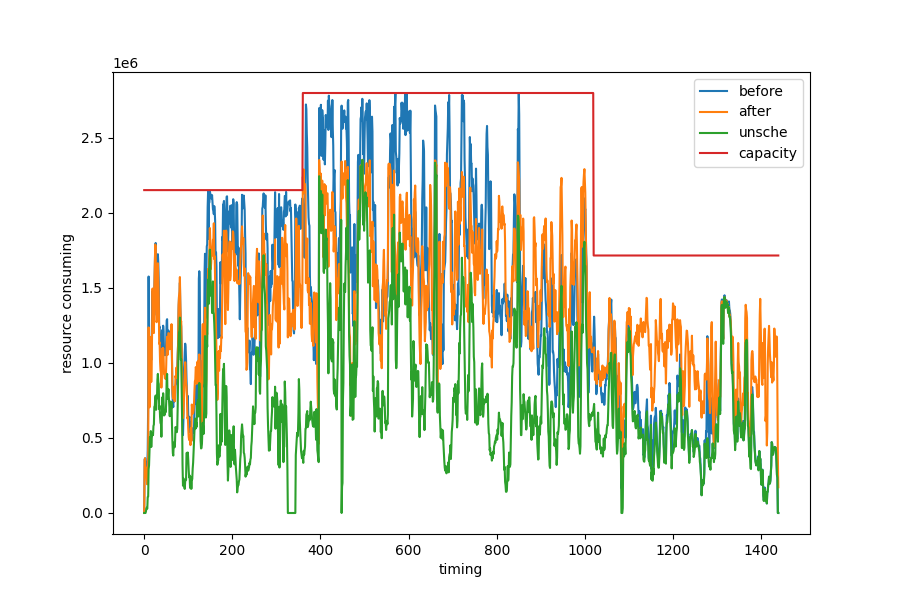 1e6
before
after
unsche
capacity
2.5
2.0
1.5
1.0
0.5
0.0
resource consuming
0 200 400 600 800 1000 1200 1400
timing